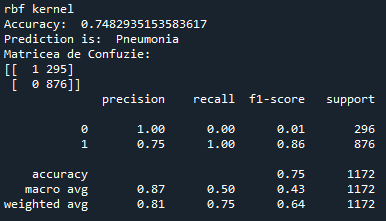 rbf kernel
Accuracy:  0.7482935153583617
Prediction is:  Pneumonia
Matricea de Confuzie:
[[  1 295]
 [  0 876]]
              precision    recall  f1-score   support

           0       1.00      0.00      0.01       296
           1       0.75      1.00      0.86       876

    accuracy                           0.75      1172
   macro avg       0.87      0.50      0.43      1172
weighted avg       0.81      0.75      0.64      1172